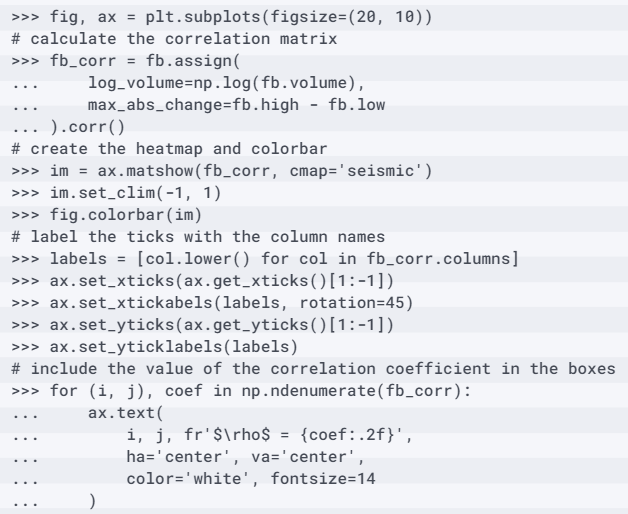 >>> fig, ax = plt.subplots(figsize=(20, 10))
# calculate the correlation matrix
>>> fb_corr = fb.assign(
...     log_volume=np.log(fb.volume),
...     max_abs_change=fb.high - fb.low
... ).corr()
# create the heatmap and colorbar
>>> im = ax.matshow(fb_corr, cmap='seismic')
>>> im.set_clim(-1, 1)
>>> fig.colorbar(im)
# label the ticks with the column names
>>> labels = [col.lower() for col in fb_corr.columns]
>>> ax.set_xticks(ax.get_xticks()[1:-1])
>>> ax.set_xtickabels(labels, rotation=45)
>>> ax.set_yticks(ax.get_yticks()[1:-1])
>>> ax.set_yticklabels(labels)
# include the value of the correlation coefficient in the boxes
>>> for (i, j), coef in np.ndenumerate(fb_corr):
...     ax.text(
...         i, j, fr'$\rho$ = {coef:.2f}',
...         ha='center', va='center',
...         color='white', fontsize=14
...     )